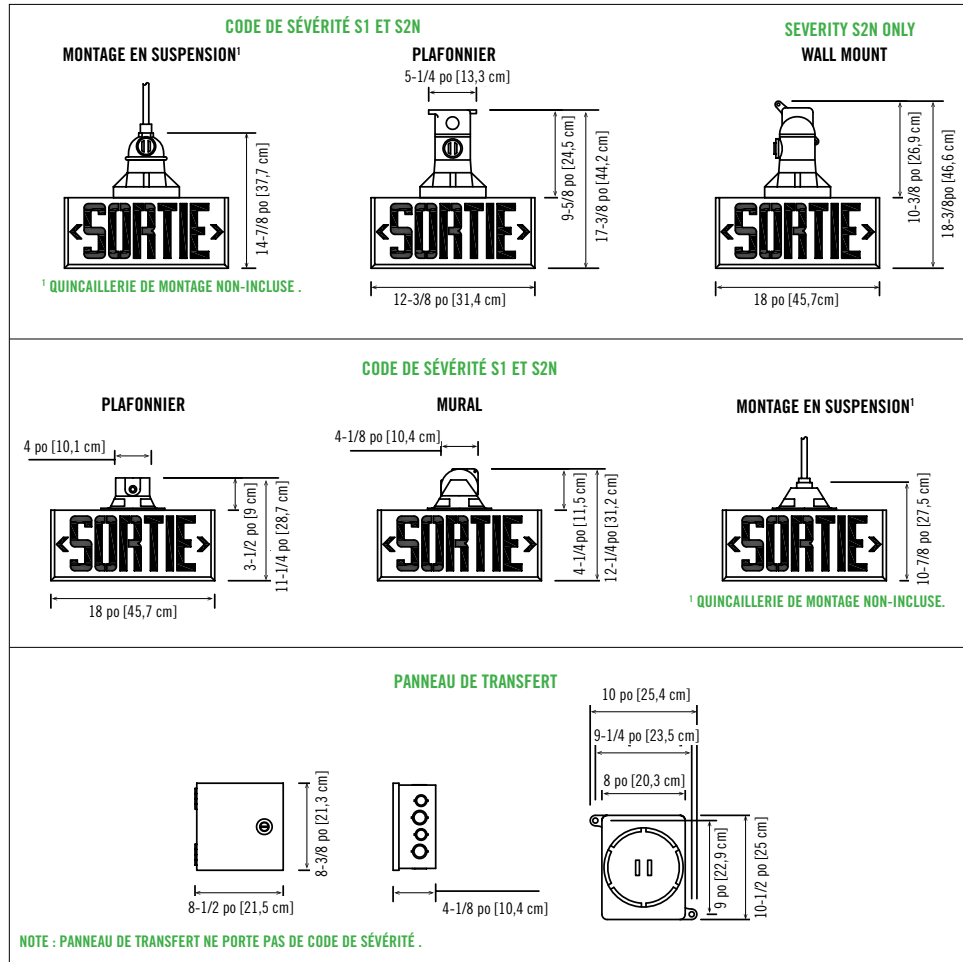 CODE DE SÉVÉRITÉ S1 ET S2N
SEVERITY S2N ONLY
MONTAGE EN SUSPENSION¹
PLAFONNIER
WALL MOUNT
5-1/4 po [13,3 cm]
14-7/8 po [37,7 cm]
9-5/8 po [24,5 cm]
17-3/8 po [44,2 cm]
10-3/8 po [26,9 cm]
18-3/8po [46,6 cm]
SORTIE
SORTIE
SORTIE
¹ QUINCAILLERIE DE MONTAGE NON-INCLUSE .
12-3/8 po [31,4 cm]
18 po [45,7cm]
CODE DE SÉVÉRITÉ S1 ET S2N
PLAFONNIER
MURAL
MONTAGE EN SUSPENSION¹
4 po [10,1 cm]
4-1/8 po [10,4 cm]
3-1/2 po [9 cm]
11-1/4 po [28,7 cm]
4-1/4po [11,5 cm]
12-1/4 po [31,2 cm]
10-7/8 po [27,5 cm]
SORTIE
SORTIE
SORTIE
18 po [45,7 cm]
¹ QUINCAILLERIE DE MONTAGE NON-INCLUSE.
PANNEAU DE TRANSFERT
10 po [25,4 cm]
9-1/4 po [23,5 cm]
8 po [20,3 cm]
8-3/8 po [21,3 cm]
9 po [22,9 cm]
10-1/2 po [25 cm]
8-1/2 po [21,5 cm]
4-1/8 po [10,4 cm]
NOTE : PANNEAU DE TRANSFERT NE PORTE PAS DE CODE DE SÉVÉRITÉ .